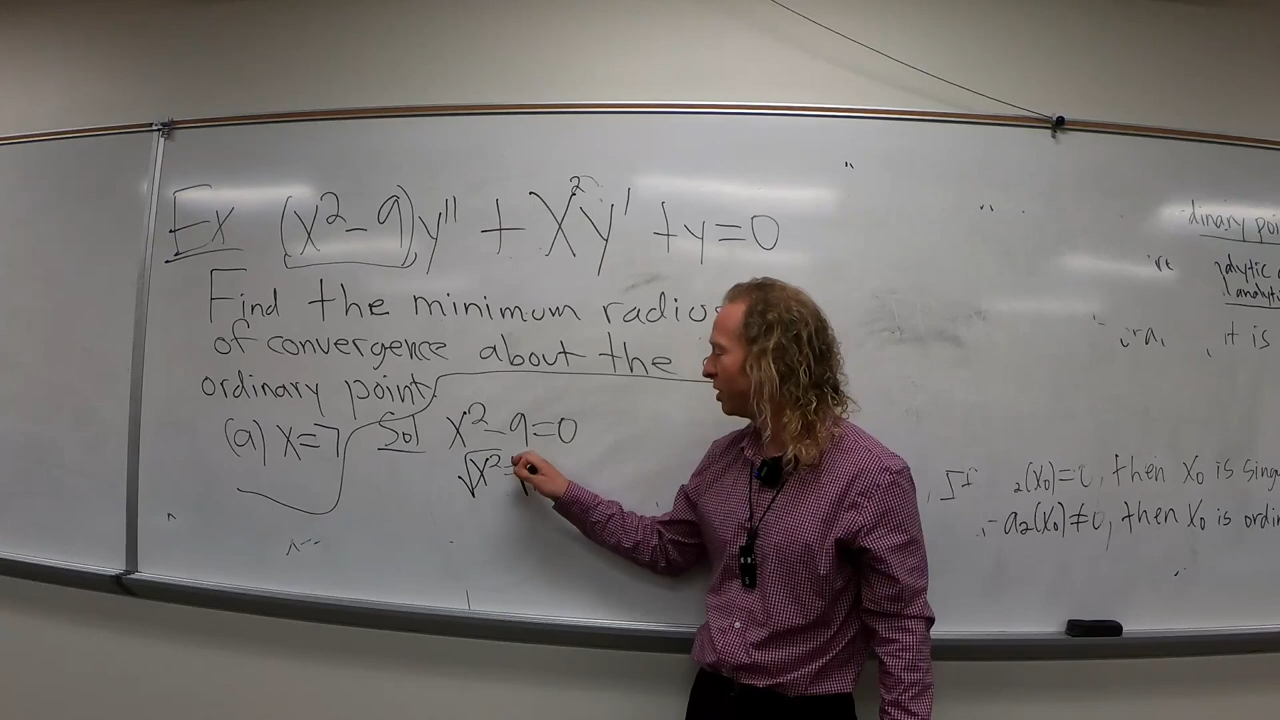 Ex (x²-9)y'' + x²y' + y = 0
Find the minimum radius
of convergence about the
ordinary point.
(a) x=7 Sol x²-9=0
√x² =
dinary poi
analyti
it is
If ₂(x₀)=0, then x₀ is sing
a₂(x₀)≠0, then x₀ is ordi